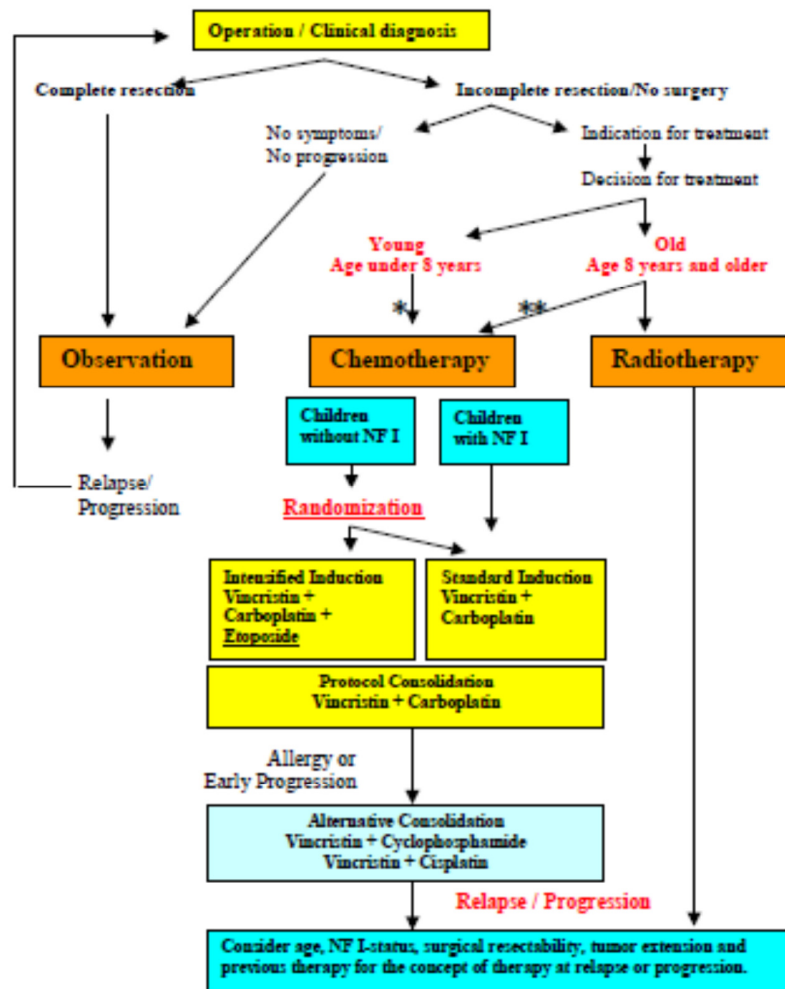 Operation / Clinical diagnosis
Complete resection
Incomplete resection/No surgery
No symptoms/
No progression
Indication for treatment
Decision for treatment
Young
Age under 8 years
Old
Age 8 years and older
*
**
Observation
Chemotherapy
Radiotherapy
Children
without NF I
Children
with NF I
Relapse/
Progression
Randomization
Intensified Induction
Vincristin +
Carboplatin +
Etoposide
Standard Induction
Vincristin +
Carboplatin
Protocol Consolidation
Vincristin + Carboplatin
Allergy or
Early Progression
Alternative Consolidation
Vincristin + Cyclophosphamide
Vincristin + Cisplatin
Relapse / Progression
Consider age, NF I-status, surgical resectability, tumor extension and
previous therapy for the concept of therapy at relapse or progression.